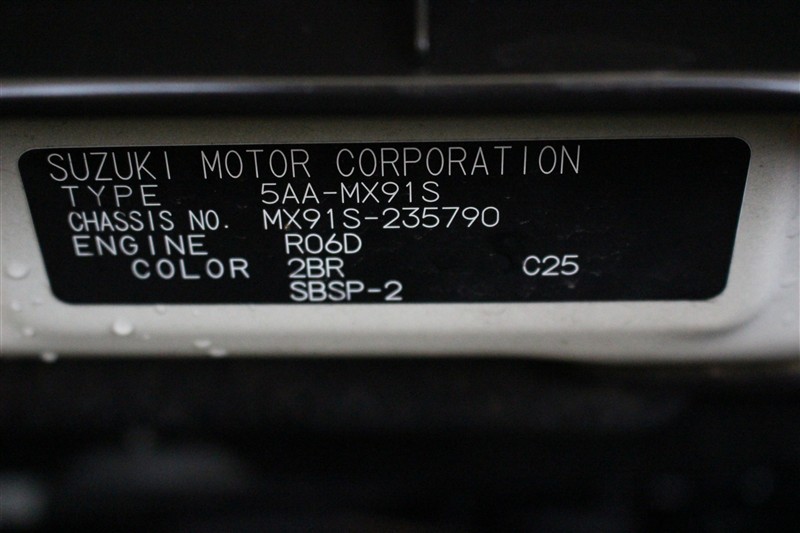 SUZUKI MOTOR CORPORATION
TYPE 5AA-MX91S
CHASSIS NO. MX91S-235790
ENGINE R06D
COLOR 2BR C25
SBSP-2